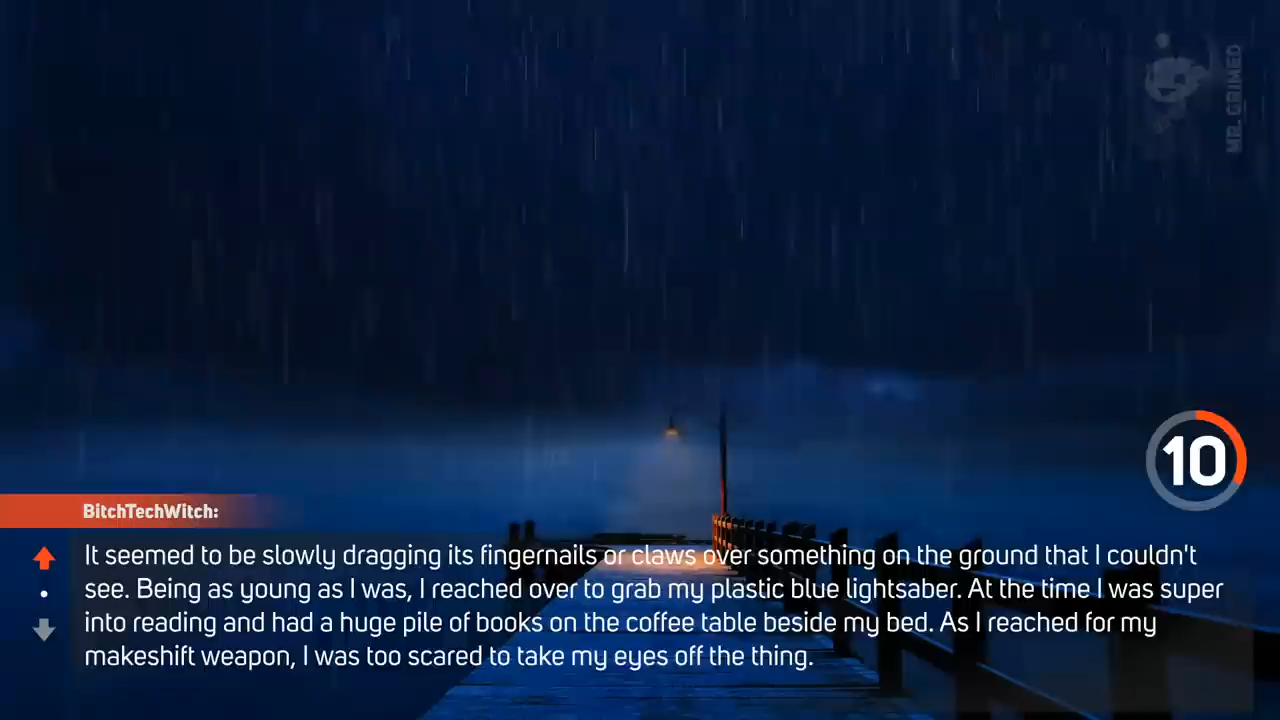 MR. GRIMED
10
BitchTechWitch:
It seemed to be slowly dragging its fingernails or claws over something on the ground that I couldn't
see. Being as young as I was, I reached over to grab my plastic blue lightsaber. At the time I was super
into reading and had a huge pile of books on the coffee table beside my bed. As I reached for my
makeshift weapon, I was too scared to take my eyes off the thing.